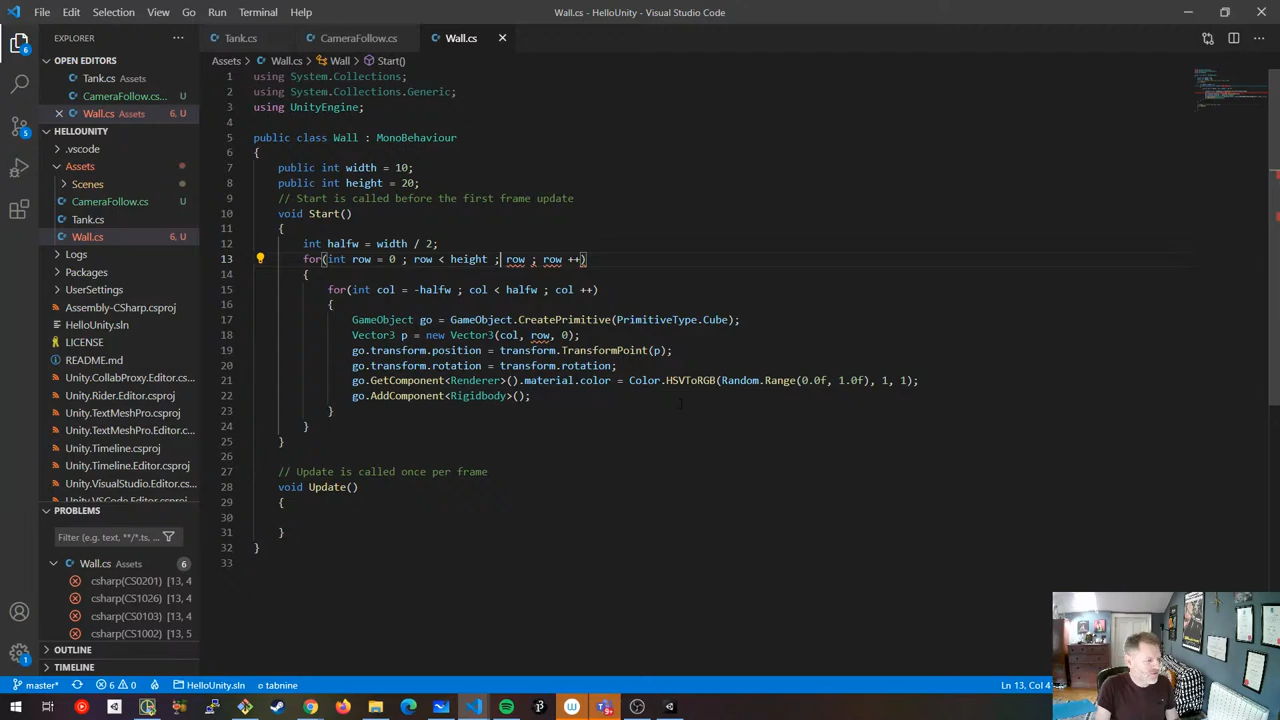 File Edit Selection View Go Run Terminal Help
Wall.cs - HelloUnity - Visual Studio Code
EXPLORER
Tank.cs
CameraFollow.cs
Wall.cs
OPEN EDITORS
Tank.cs Assets
CameraFollow.cs... U
Wall.cs Assets 6, U
HELLOUNITY
.vscode
Assets
Scenes
CameraFollow.cs U
Tank.cs
Wall.cs 6, U
Logs
Packages
UserSettings
Assembly-CSharp.csproj
HelloUnity.sln
LICENSE
README.md
Unity.CollabProxy.Editor.cs...
Unity.Rider.Editor.csproj
Unity.TextMeshPro.csproj
Unity.TextMeshPro.Editor.c...
Unity.Timeline.csproj
Unity.Timeline.Editor.csproj
Unity.VisualStudio.Editor.c...
Unity.VSCode.Editor.csproj
PROBLEMS
Filter (e.g. text, **/*.ts,
Wall.cs Assets 6
csharp(CS0201) [13, 4
csharp(CS1026) [13, 4
csharp(CS0103) [13, 4
csharp(CS1002) [13, 5
OUTLINE
TIMELINE
Assets > Wall.cs > Wall > Start()
1 using System.Collections;
2 using System.Collections.Generic;
3 using UnityEngine;
4
5 public class Wall : MonoBehaviour
6 {
7 public int width = 10;
8 public int height = 20;
9 // Start is called before the first frame update
10 void Start()
11 {
12 int halfw = width / 2;
13 for(int row = 0 ; row < height ; row ; row ++)
14 {
15 for(int col = -halfw ; col < halfw ; col ++)
16 {
17 GameObject go = GameObject.CreatePrimitive(PrimitiveType.Cube);
18 Vector3 p = new Vector3(col, row, 0);
19 go.transform.position = transform.TransformPoint(p);
20 go.transform.rotation = transform.rotation;
21 go.GetComponent<Renderer>().material.color = Color.HSVToRGB(Random.Range(0.0f, 1.0f), 1, 1);
22 go.AddComponent<Rigidbody>();
23 }
24 }
25 }
26
27 // Update is called once per frame
28 void Update()
29 {
30
31 }
32 }
33
master* 6 0 HelloUnity.sln tabnine
Ln 13, Col 4